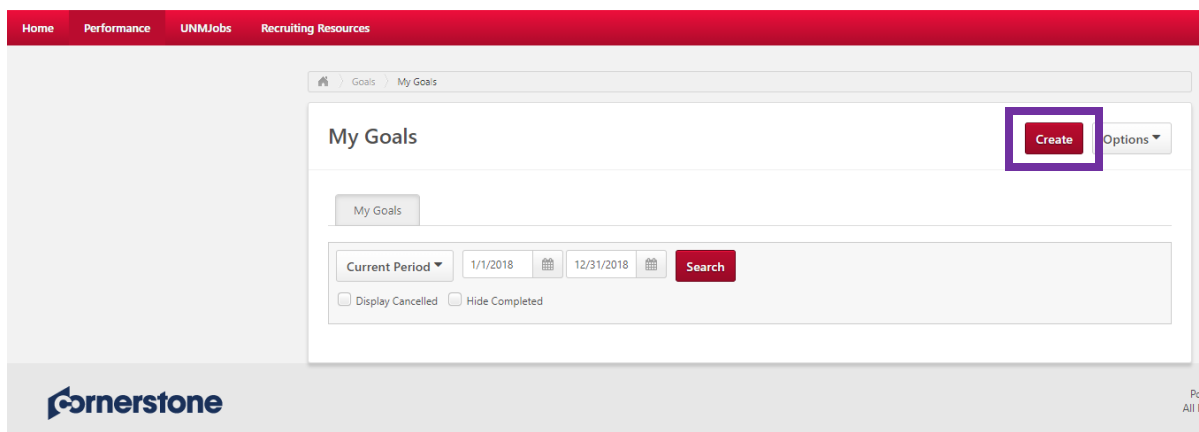 Home Performance UNMJobs Recruiting Resources
Goals My Goals
My Goals
Create Options
My Goals
Current Period 1/1/2018 12/31/2018 Search
Display Cancelled Hide Completed
cornerstone
All